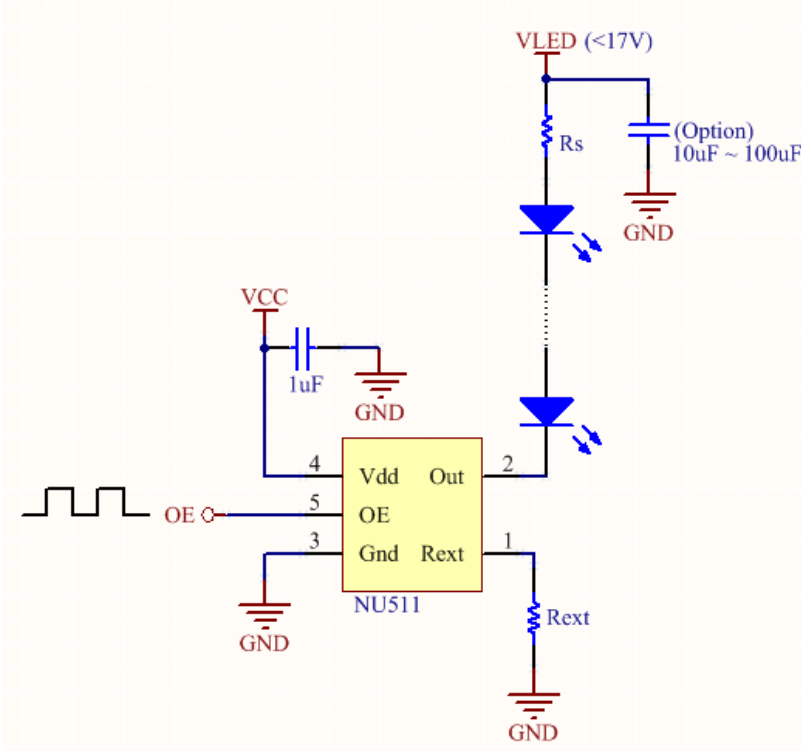 VLED (<17V)
Rs
(Option)
10uF ~ 100uF
GND
VCC
1uF
GND
4 Vdd Out 2
OE 5 OE
3 Gnd Rext 1
NU511
GND
Rext
GND